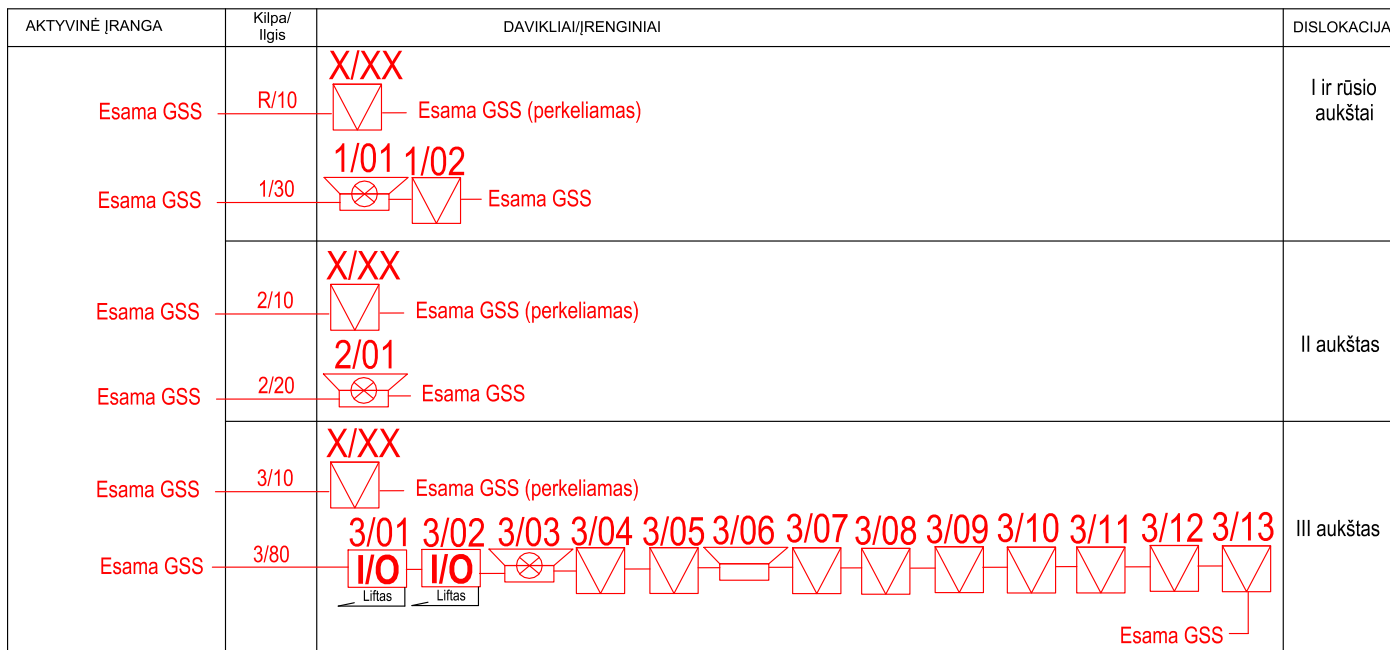 AKTYVINĖ ĮRANGA
Kilpa/
Ilgis
DAVIKLIAI/ĮRENGINIAI
DISLOKACIJA
X/XX
Esama GSS
R/10
Esama GSS (perkeliamas)
I ir rūsio
aukštai
1/01 1/02
Esama GSS
1/30
Esama GSS
X/XX
Esama GSS
2/10
Esama GSS (perkeliamas)
II aukštas
2/01
Esama GSS
2/20
Esama GSS
X/XX
Esama GSS
3/10
Esama GSS (perkeliamas)
III aukštas
3/01 3/02 3/03 3/04 3/05 3/06 3/07 3/08 3/09 3/10 3/11 3/12 3/13
Esama GSS
3/80
I/O I/O
Liftas Liftas
Esama GSS